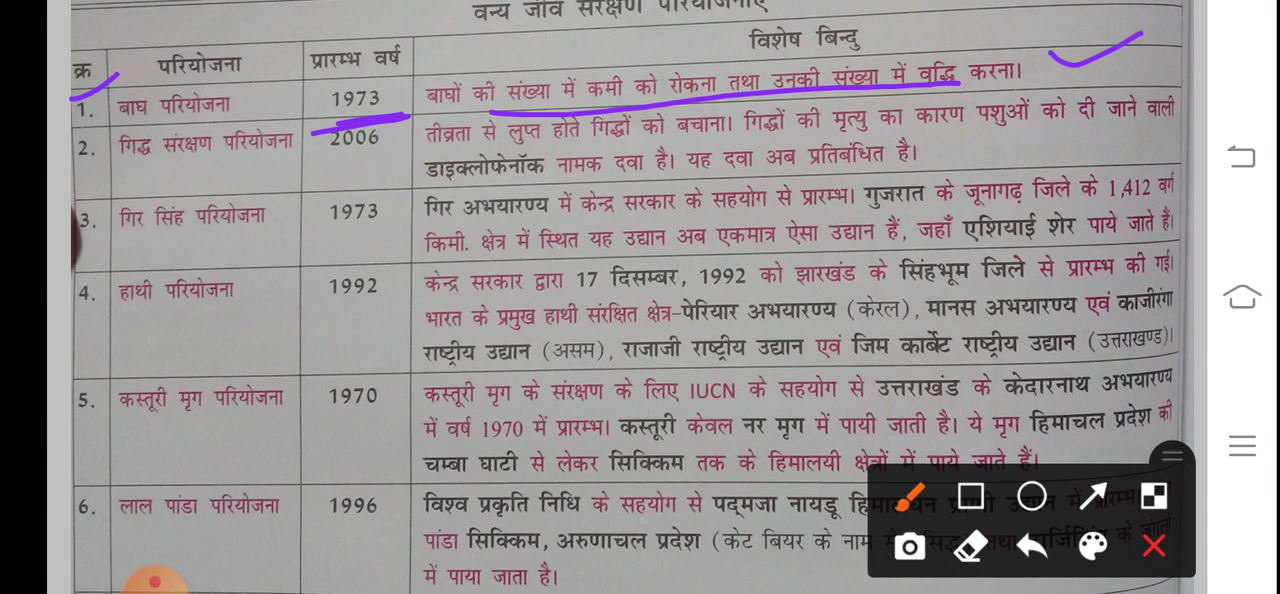 वन्य जीव संरक्षण परियोजनाएँ
क्र परियोजना प्रारम्भ वर्ष विशेष बिन्दु
1. बाघ परियोजना 1973 बाघों की संख्या में कमी को रोकना तथा उनकी संख्या में वृद्धि करना।
2. गिद्ध संरक्षण परियोजना 2006 तीव्रता से लुप्त होते गिद्धों को बचाना। गिद्धों की मृत्यु का कारण पशुओं को दी जाने वाली
डाइक्लोफेनॉक नामक दवा है। यह दवा अब प्रतिबंधित है।
3. गिर सिंह परियोजना 1973 गिर अभयारण्य में केन्द्र सरकार के सहयोग से प्रारम्भ। गुजरात के जूनागढ़ जिले के 1,412 वर्ग
किमी. क्षेत्र में स्थित यह उद्यान अब एकमात्र ऐसा उद्यान हैं, जहाँ एशियाई शेर पाये जाते हैं।
4. हाथी परियोजना 1992 केन्द्र सरकार द्वारा 17 दिसम्बर, 1992 को झारखंड के सिंहभूम जिले से प्रारम्भ की गई।
भारत के प्रमुख हाथी संरक्षित क्षेत्र–पेरियार अभयारण्य (केरल), मानस अभयारण्य एवं काजीरंगा
राष्ट्रीय उद्यान (असम), राजाजी राष्ट्रीय उद्यान एवं जिम कार्बेट राष्ट्रीय उद्यान (उत्तराखण्ड)।
5. कस्तूरी मृग परियोजना 1970 कस्तूरी मृग के संरक्षण के लिए IUCN के सहयोग से उत्तराखंड के केदारनाथ अभयारण्य
में वर्ष 1970 में प्रारम्भ। कस्तूरी केवल नर मृग में पायी जाती है। ये मृग हिमाचल प्रदेश की
चम्बा घाटी से लेकर सिक्किम तक के हिमालयी क्षेत्रों में पाये जाते हैं।
6. लाल पांडा परियोजना 1996 विश्व प्रकृति निधि के सहयोग से पद्मजा नायडू में
पांडा सिक्किम, अरुणाचल प्रदेश (केट बियर के नाम तथा के
में पाया जाता है।